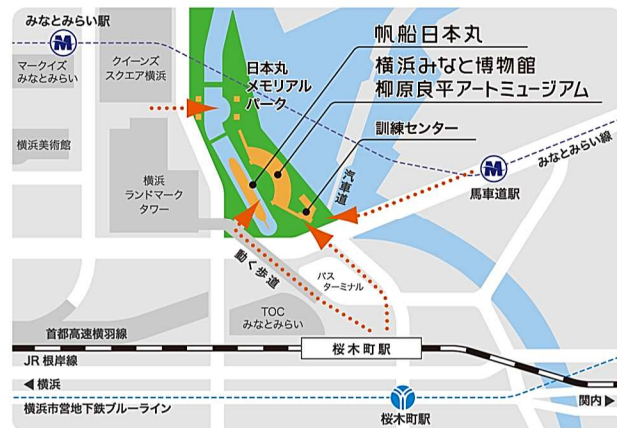 みなとみらい駅
マークイズ
みなとみらい
クイーンズ
スクエア横浜
日本丸
メモリアル
パーク
帆船日本丸
横浜みなと博物館
柳原良平アートミュージアム
訓練センター
横浜美術館
横浜
ランドマーク
タワー
汽車道
みなとみらい線
馬車道駅
動く歩道
バス
ターミナル
TOC
みなとみらい
首都高速横羽線
桜木町駅
JR根岸線
横浜
横浜市営地下鉄ブルーライン
桜木町駅
関内